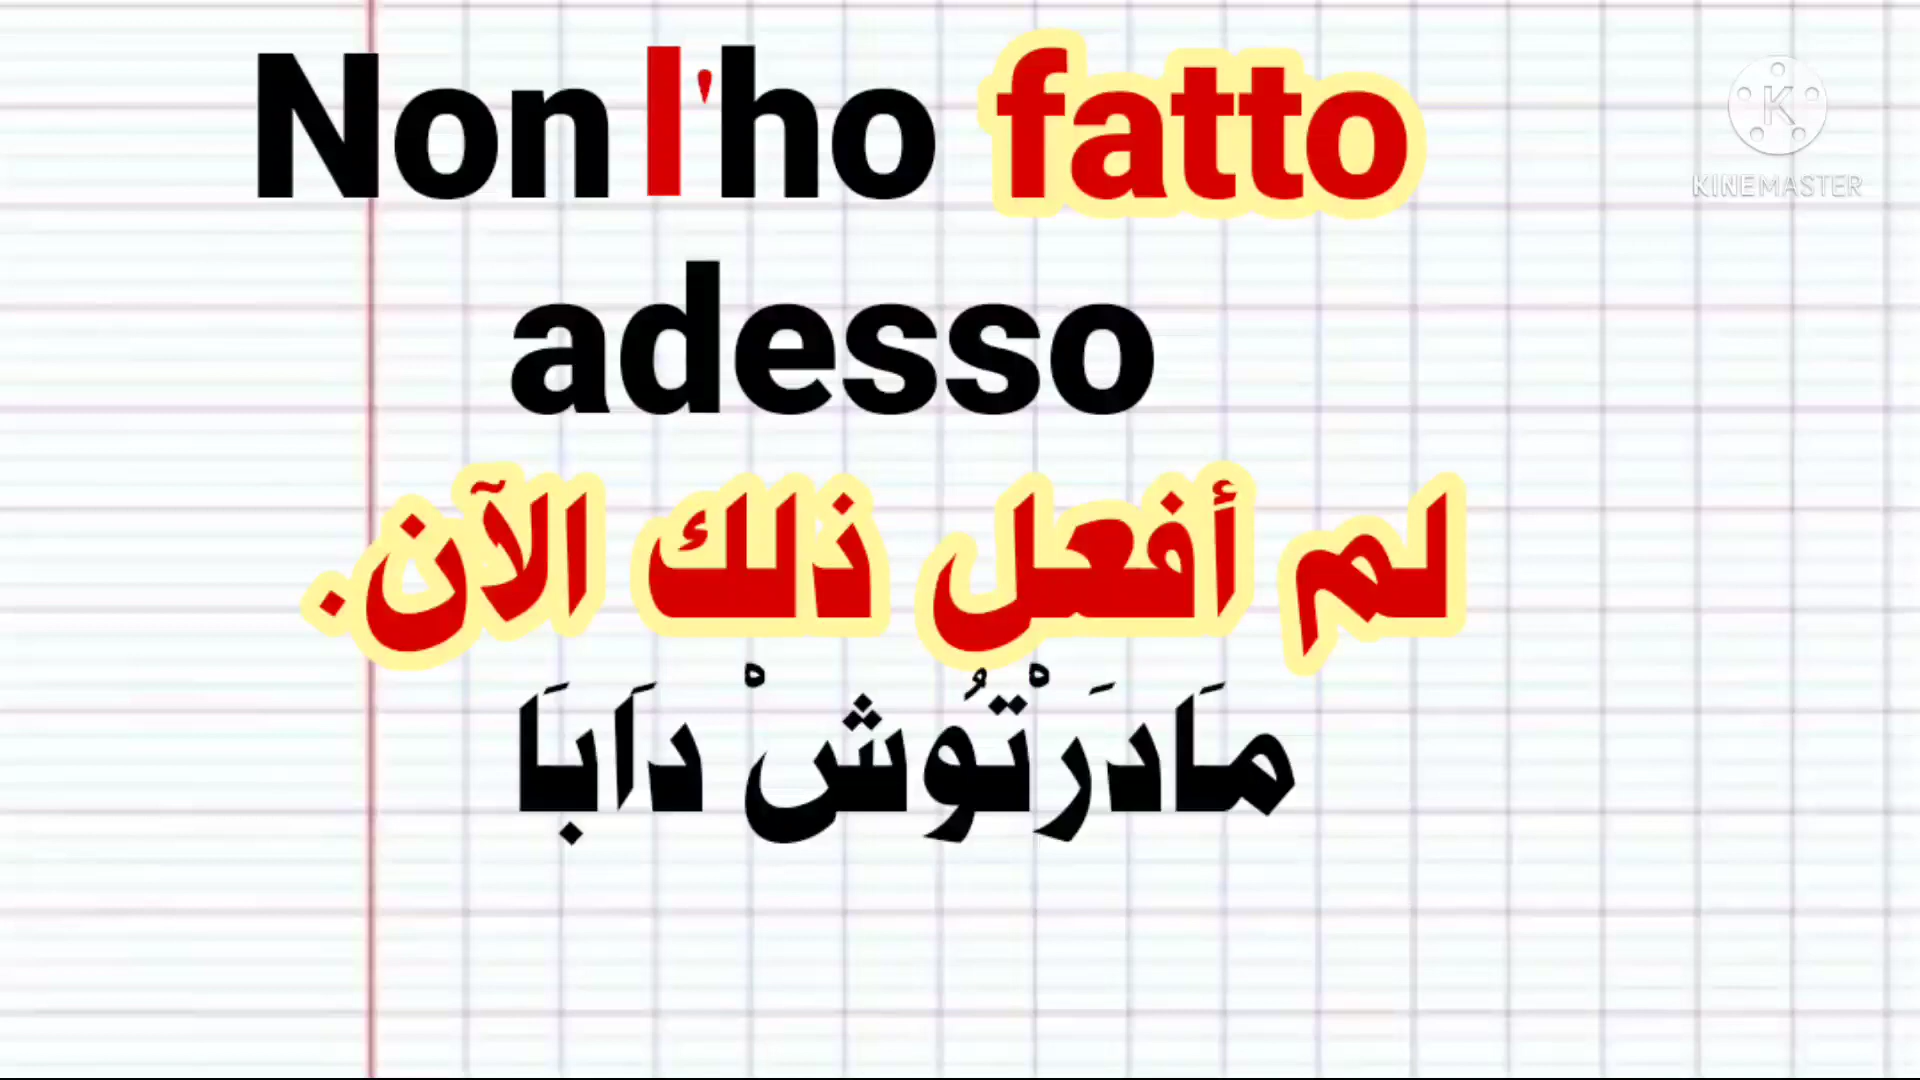 Non l'ho fatto
adesso
لم أفعل ذلك الآن.
مَادَرْتُوشْ دَابَا
KINEMASTER